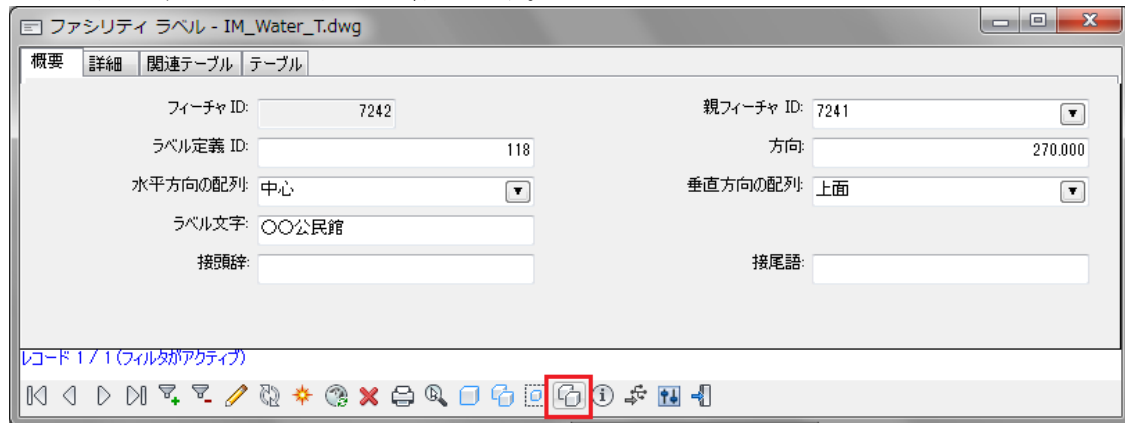 ファシリティ ラベル - IM_Water_T.dwg
概要 詳細 関連テーブル テーブル
フィーチャ ID: 7242 親フィーチャ ID: 7241
ラベル定義 ID: 118 方向: 270.000
水平方向の配列: 中心 垂直方向の配列: 上面
ラベル文字: 〇〇公民館
接頭辞: 接尾語:
レコード 1 / 1 (フィルタがアクティブ)